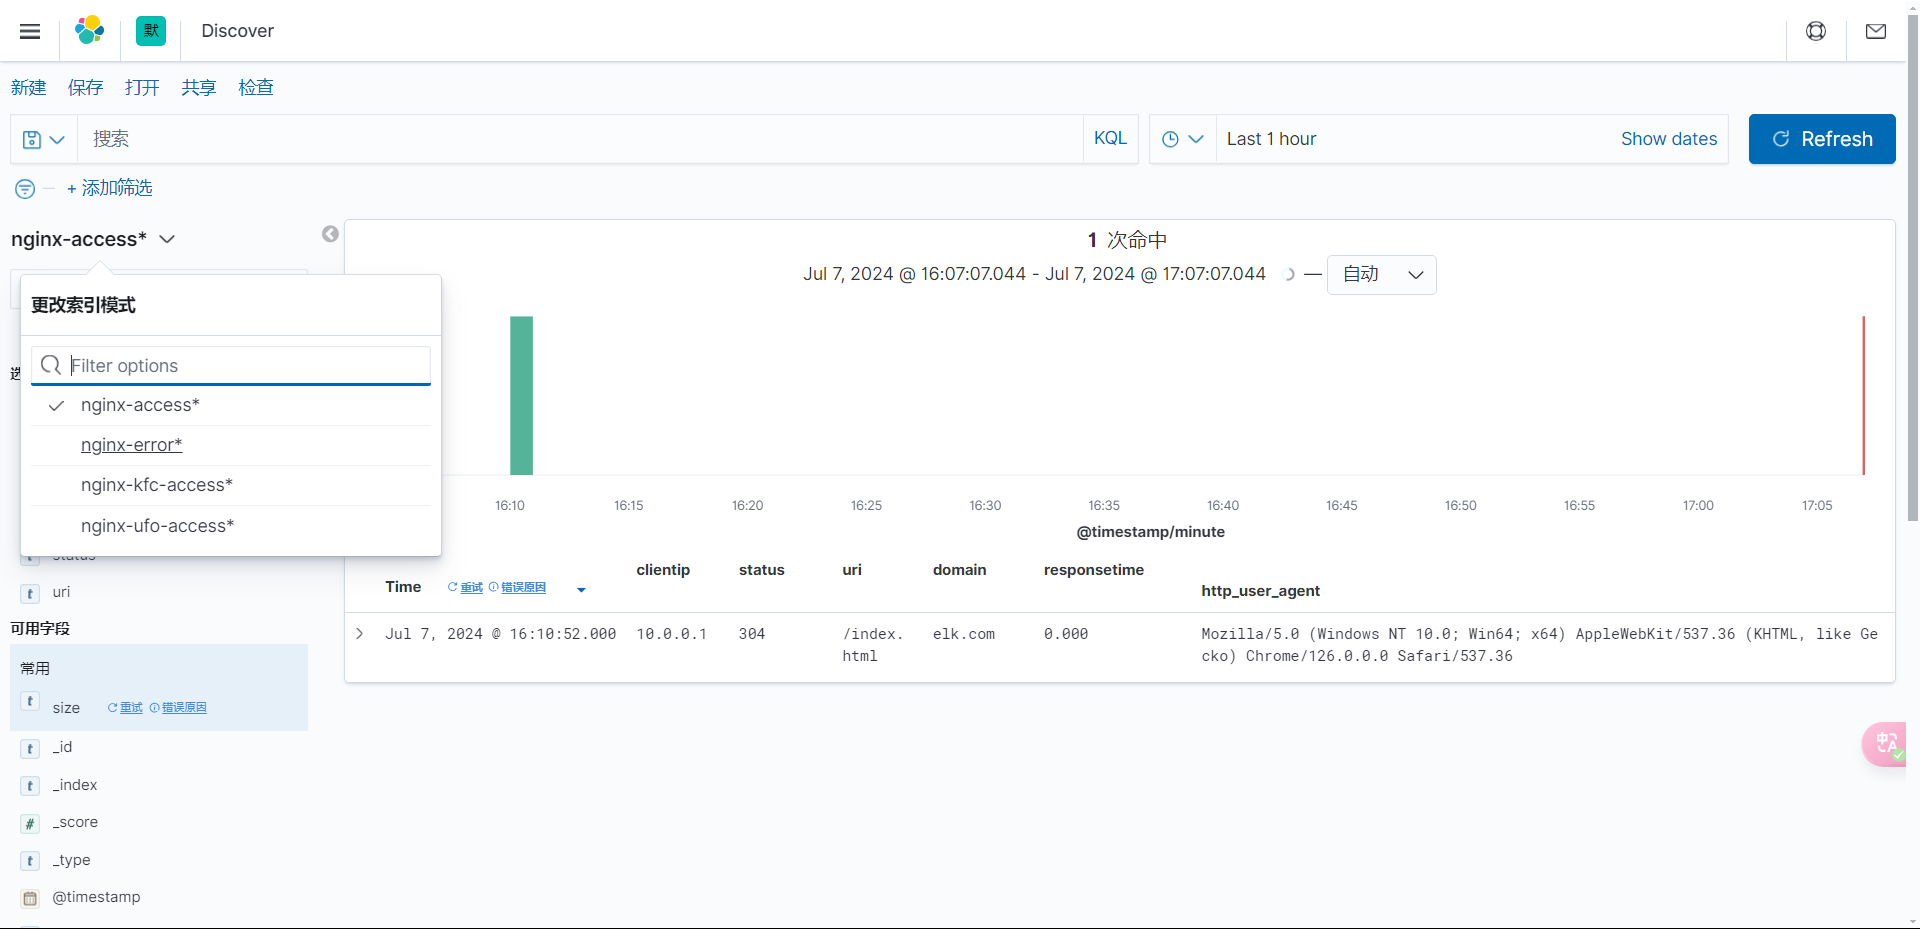 默
Discover
新建 保存 打开 共享 检查
搜索
KQL
Last 1 hour
Show dates
Refresh
+ 添加筛选
nginx-access*
更改索引模式
Filter options
nginx-access*
nginx-error*
nginx-kfc-access*
nginx-ufo-access*
uri
可用字段
常用
size 重试 错误原因
_id
_index
_score
_type
@timestamp
1 次命中
Jul 7, 2024 @ 16:07:07.044 - Jul 7, 2024 @ 17:07:07.044 — 自动
16:10 16:15 16:20 16:25 16:30 16:35 16:40 16:45 16:50 16:55 17:00 17:05
@timestamp/minute
Time 重试 错误原因 clientip status uri domain responsetime http_user_agent
Jul 7, 2024 @ 16:10:52.000 10.0.0.1 304 /index. elk.com 0.000 Mozilla/5.0 (Windows NT 10.0; Win64; x64) AppleWebKit/537.36 (KHTML, like Ge
html cko) Chrome/126.0.0.0 Safari/537.36